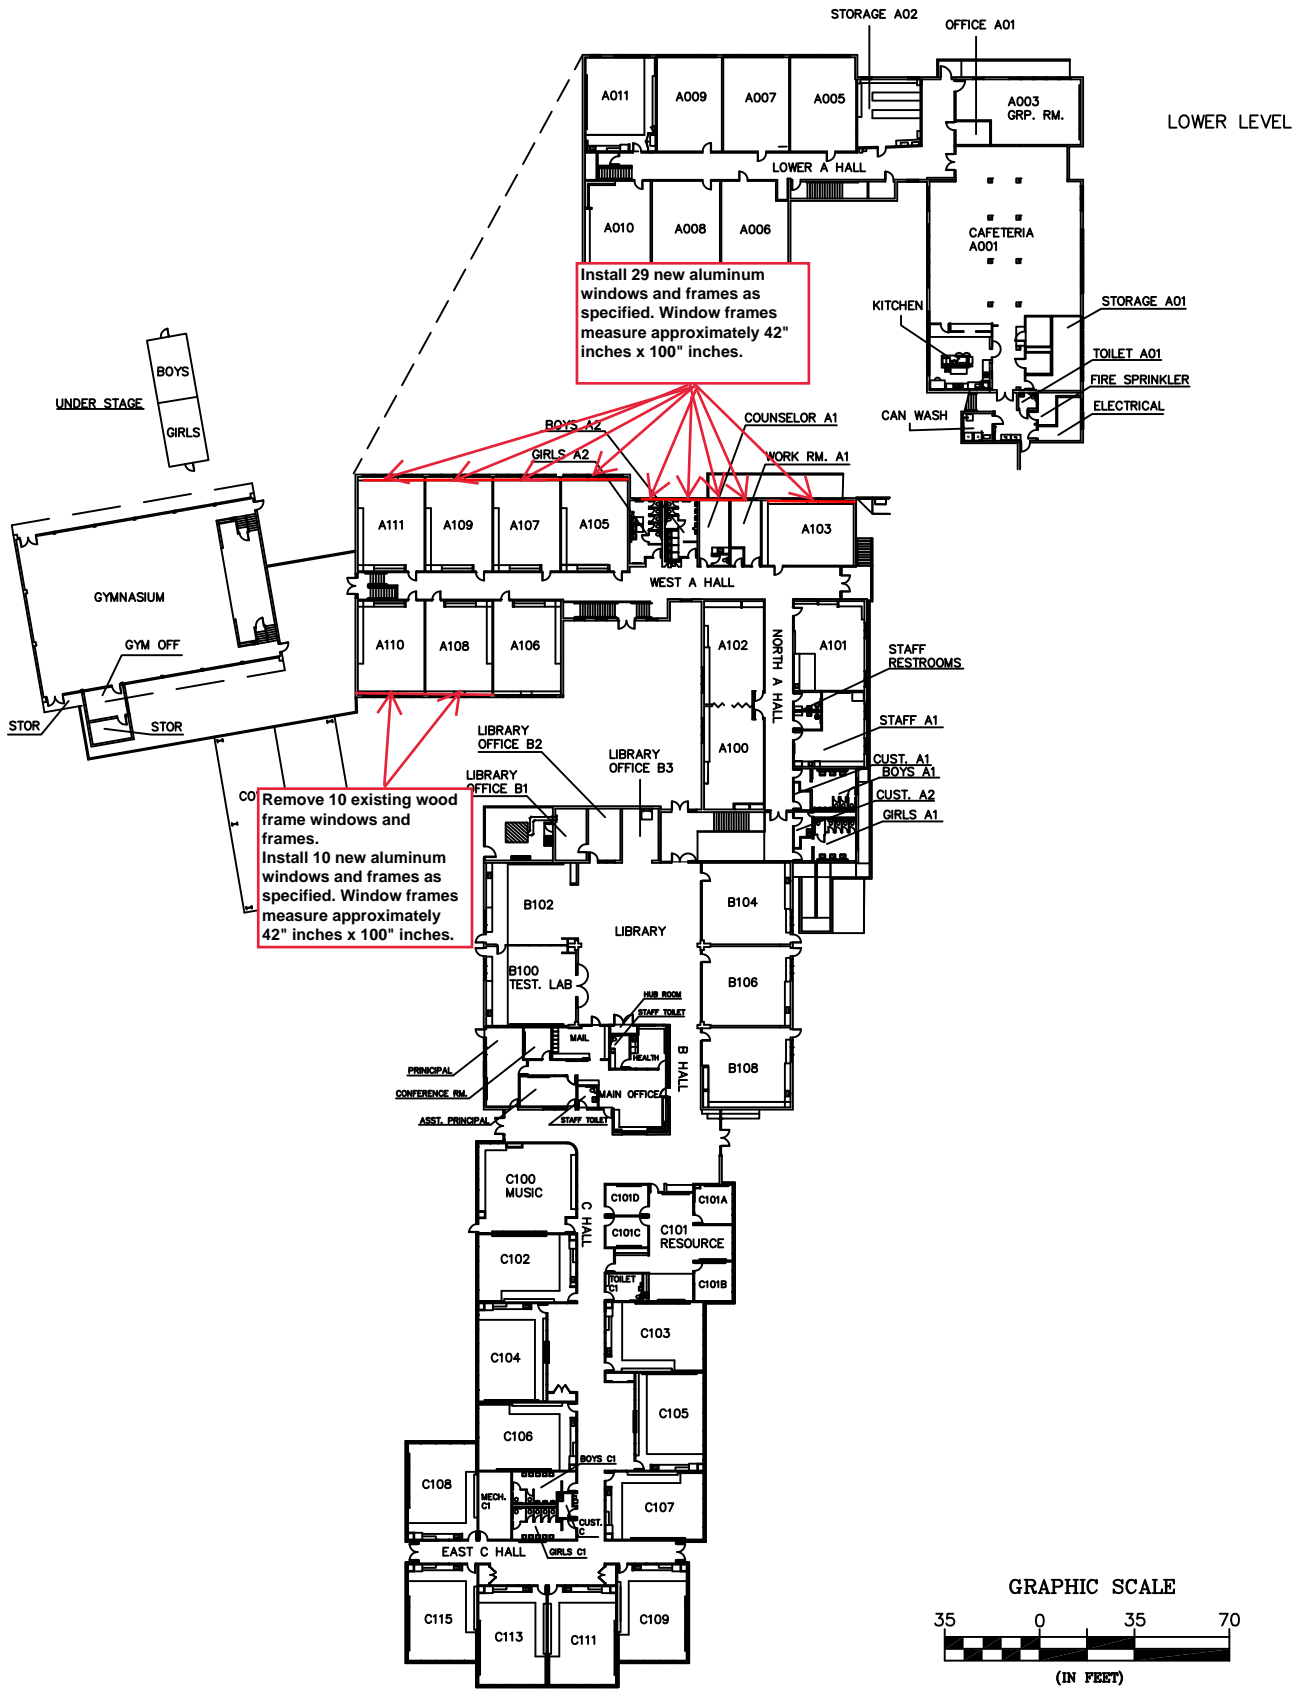 STORAGE A02
OFFICE A01
LOWER LEVEL
A011
A009
A007
A005
A003
GRP. RM.
LOWER A HALL
A010
A008
A006
CAFETERIA
A001
Install 29 new aluminum
windows and frames as
specified. Window frames
measure approximately 42"
inches x 100" inches.
KITCHEN
STORAGE A01
TOILET A01
FIRE SPRINKLER
ELECTRICAL
CAN WASH
BOYS
GIRLS
UNDER STAGE
BOYS A2
GIRLS A2
COUNSELOR A1
WORK RM. A1
A111
A109
A107
A105
A103
WEST A HALL
GYMNASIUM
GYM OFF
STOR
STOR
A110
A108
A106
A102
NORTH A HALL
A101
STAFF
RESTROOMS
STAFF A1
A100
CUST. A1
BOYS A1
CUST. A2
GIRLS A1
LIBRARY
OFFICE B2
LIBRARY
OFFICE B3
LIBRARY
OFFICE B1
CO
Remove 10 existing wood
frame windows and
frames.
Install 10 new aluminum
windows and frames as
specified. Window frames
measure approximately
42" inches x 100" inches.
B102
B104
LIBRARY
B100
TEST. LAB
B106
HUB ROOM
STAFF TOILET
MAIL
HEALTH
B HALL
B108
PRINICIPAL
CONFERENCE RM.
MAIN OFFICE
ASST. PRINCIPAL
STAFF TOILET
C100
MUSIC
C HALL
C101D
C101A
C101C
C101
RESOURCE
C102
TOILET
C1
C101B
C103
C104
C105
C106
BOYS C1
C108
MECH.
C1
C107
CUST.
C
EAST C HALL
GIRLS C1
C115
C113
C111
C109
GRAPHIC SCALE
35 0 35 70
(IN FEET)